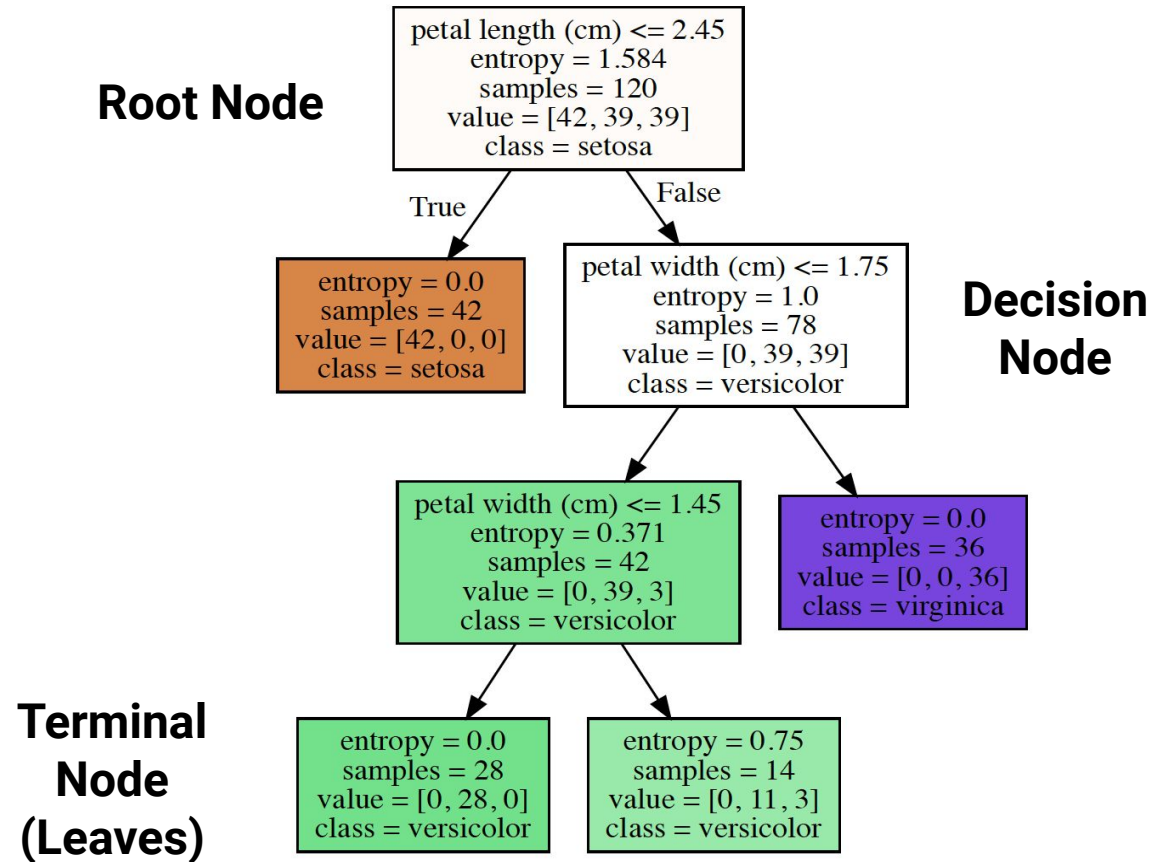 Root Node
petal length (cm) <= 2.45
entropy = 1.584
samples = 120
value = [42, 39, 39]
class = setosa
True
False
entropy = 0.0
samples = 42
value = [42, 0, 0]
class = setosa
petal width (cm) <= 1.75
entropy = 1.0
samples = 78
value = [0, 39, 39]
class = versicolor
Decision
Node
petal width (cm) <= 1.45
entropy = 0.371
samples = 42
value = [0, 39, 3]
class = versicolor
entropy = 0.0
samples = 36
value = [0, 0, 36]
class = virginica
Terminal
Node
(Leaves)
entropy = 0.0
samples = 28
value = [0, 28, 0]
class = versicolor
entropy = 0.75
samples = 14
value = [0, 11, 3]
class = versicolor